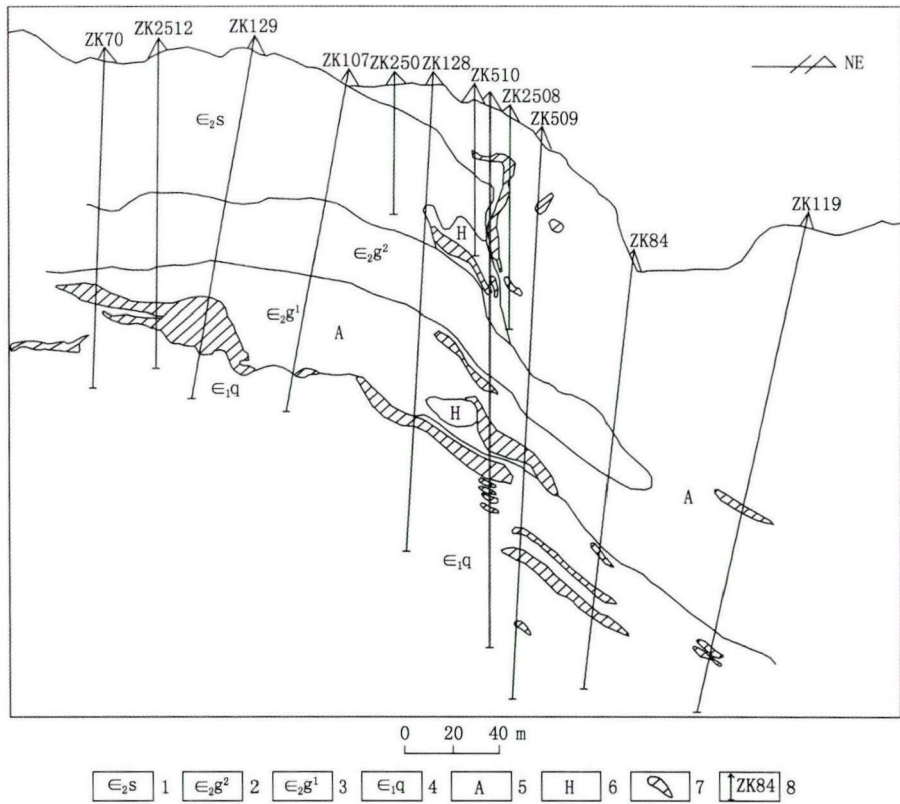 ZK70 ZK2512 ZK129 ZK107 ZK250 ZK128 ZK510 ZK2508 ZK509 ZK84 ZK119
NE
∈₂s
∈₂g²
H
∈₂g¹
A
∈₁q
H
A
∈₁q
0 20 40 m
∈₂s 1 ∈₂g² 2 ∈₂g¹ 3 ∈₁q 4 A 5 H 6 7 ZK84 8